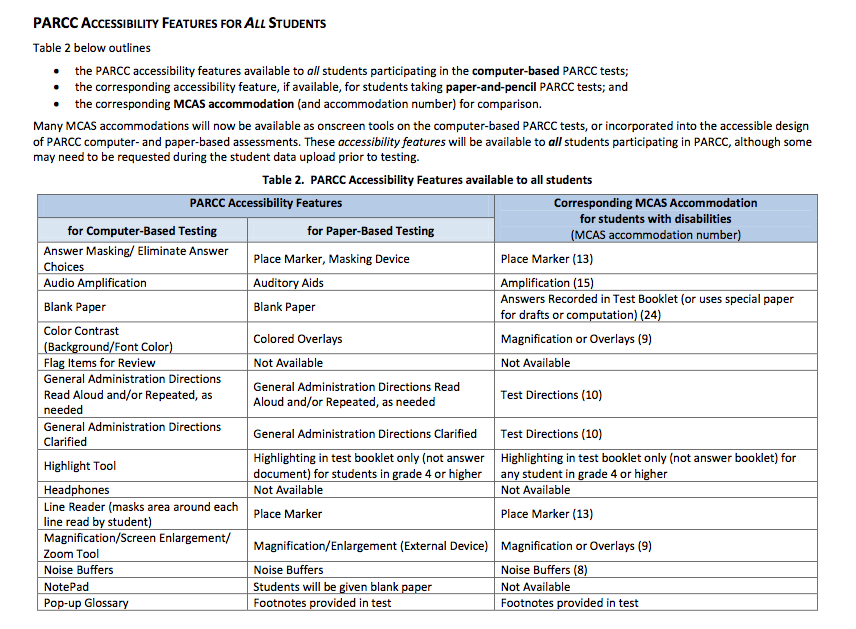 PARCC ACCESSIBILITY FEATURES FOR ALL STUDENTS
Table 2 below outlines
• the PARCC accessibility features available to all students participating in the computer-based PARCC tests;
• the corresponding accessibility feature, if available, for students taking paper-and-pencil PARCC tests; and
• the corresponding MCAS accommodation (and accommodation number) for comparison.
Many MCAS accommodations will now be available as onscreen tools on the computer-based PARCC tests, or incorporated into the accessible design
of PARCC computer- and paper-based assessments. These accessibility features will be available to all students participating in PARCC, although some
may need to be requested during the student data upload prior to testing.
Table 2. PARCC Accessibility Features available to all students
PARCC Accessibility Features
Corresponding MCAS Accommodation
for students with disabilities
(MCAS accommodation number)
for Computer-Based Testing
for Paper-Based Testing
Answer Masking/ Eliminate Answer
Choices
Place Marker, Masking Device
Place Marker (13)
Audio Amplification
Auditory Aids
Amplification (15)
Blank Paper
Blank Paper
Answers Recorded in Test Booklet (or uses special paper
for drafts or computation) (24)
Color Contrast
(Background/Font Color)
Colored Overlays
Magnification or Overlays (9)
Flag Items for Review
Not Available
Not Available
General Administration Directions
Read Aloud and/or Repeated, as
needed
General Administration Directions Read
Aloud and/or Repeated, as needed
Test Directions (10)
General Administration Directions
Clarified
General Administration Directions Clarified
Test Directions (10)
Highlight Tool
Highlighting in test booklet only (not answer
document) for students in grade 4 or higher
Highlighting in test booklet only (not answer booklet) for
any student in grade 4 or higher
Headphones
Not Available
Not Available
Line Reader (masks area around each
line read by student)
Place Marker
Place Marker (13)
Magnification/Screen Enlargement/
Zoom Tool
Magnification/Enlargement (External Device)
Magnification or Overlays (9)
Noise Buffers
Noise Buffers
Noise Buffers (8)
NotePad
Students will be given blank paper
Not Available
Pop-up Glossary
Footnotes provided in test
Footnotes provided in test